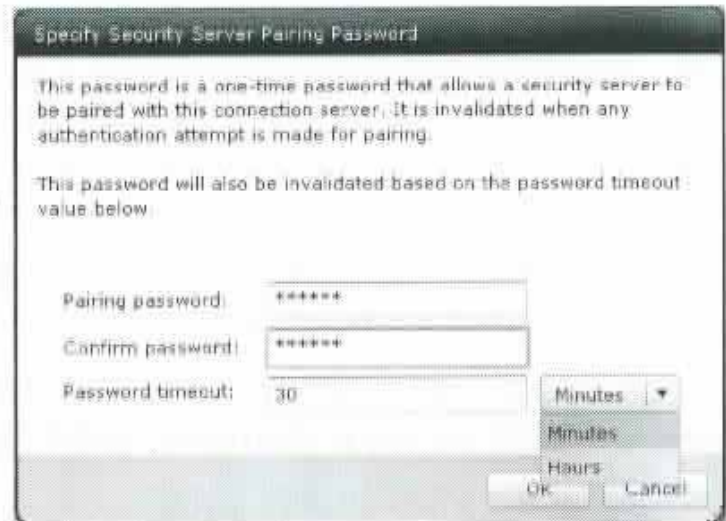 Specify Security Server Pairing Password
This password is a one-time password that allows a security server to
be paired with this connection server. It is invalidated when any
authentication attempt is made for pairing.
This password will also be invalidated based on the password timeout
value below
Pairing password: ******
Confirm password: ******
Password timeout: 30 Minutes
Minutes
Hours
OK Cancel